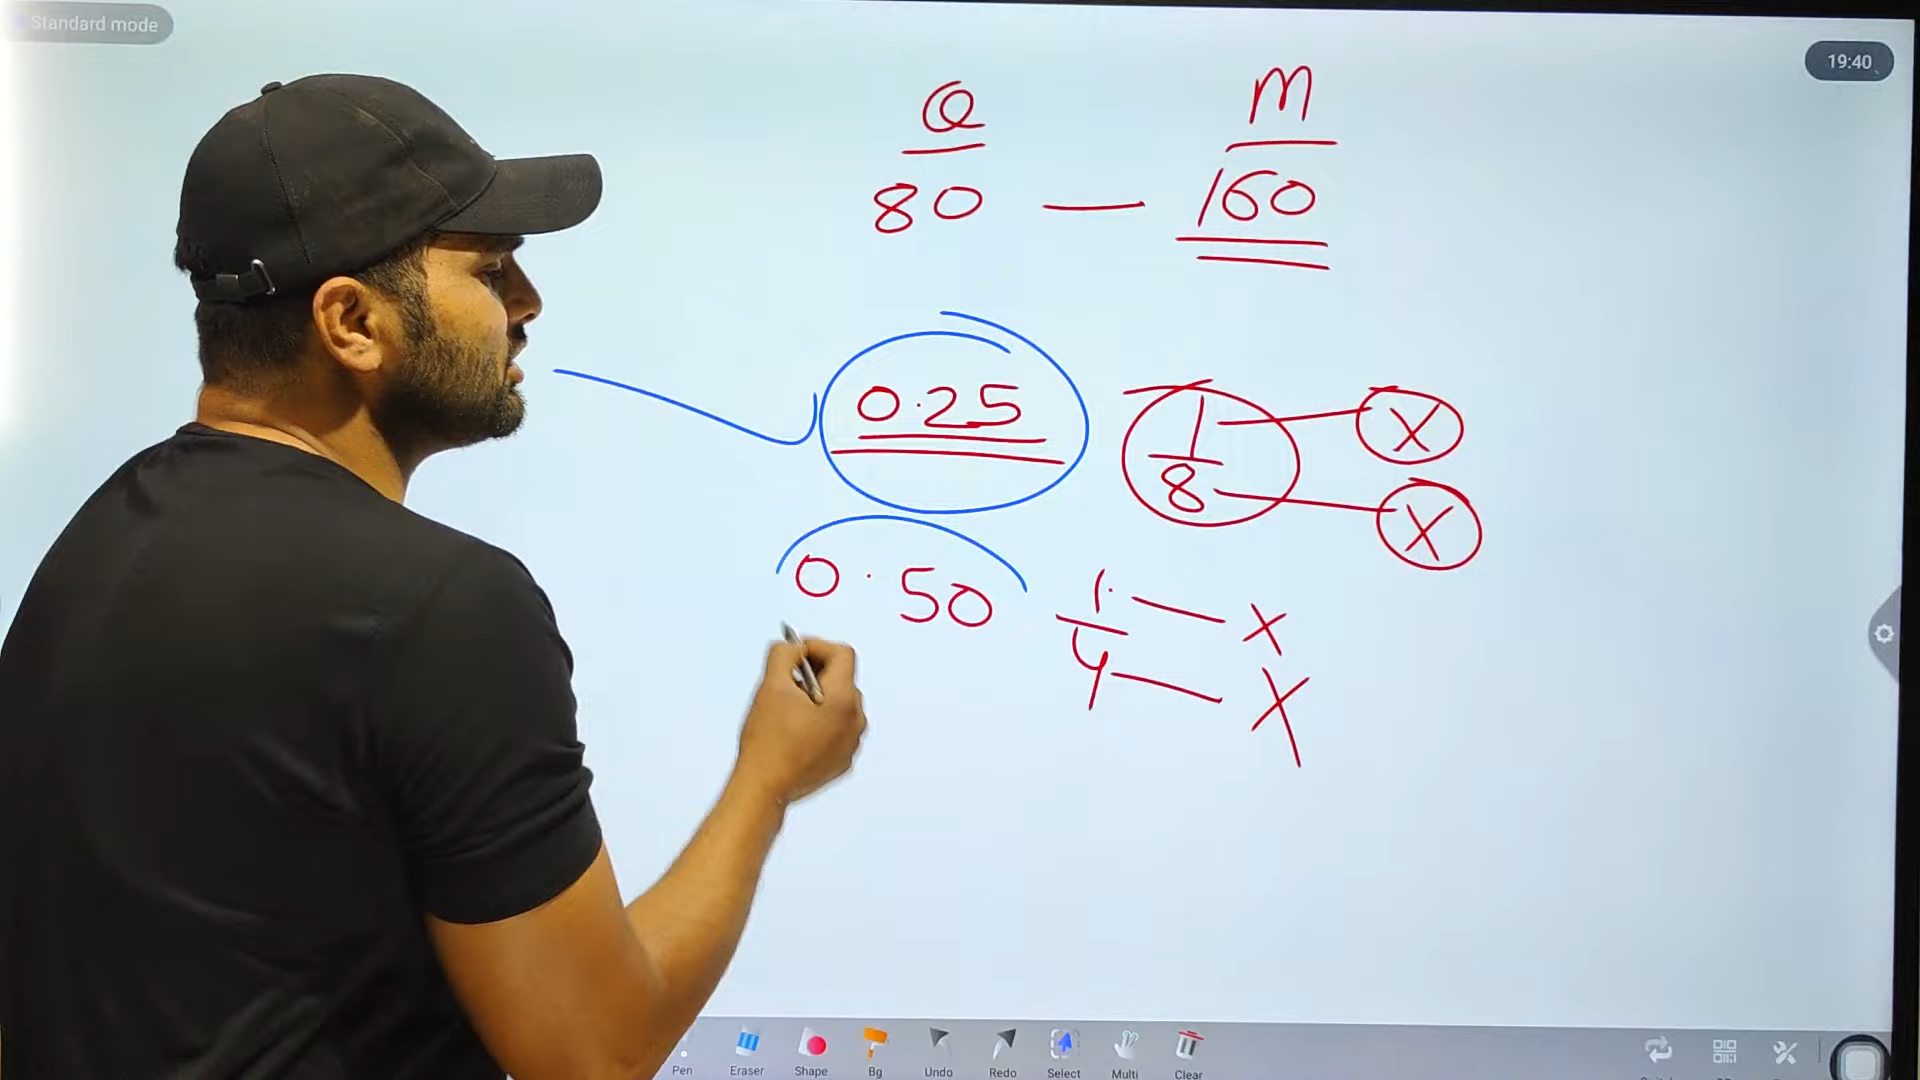 Standard mode
19:40
Q M
80 — 160
0.25 1/8 X X
0.50 1/4 X X
Pen Eraser Shape Bg Undo Redo Select Multi Clear